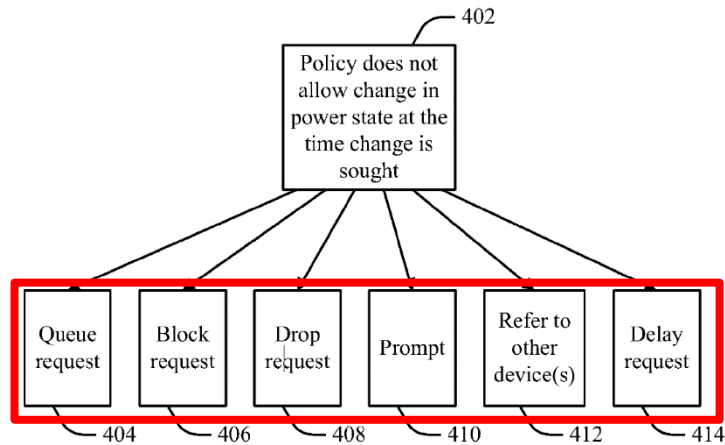 402
Policy does not
allow change in
power state at the
time change is
sought
Queue
request
Block
request
Drop
request
Prompt
Refer to
other
device(s)
Delay
request
404
406
408
410
412
414